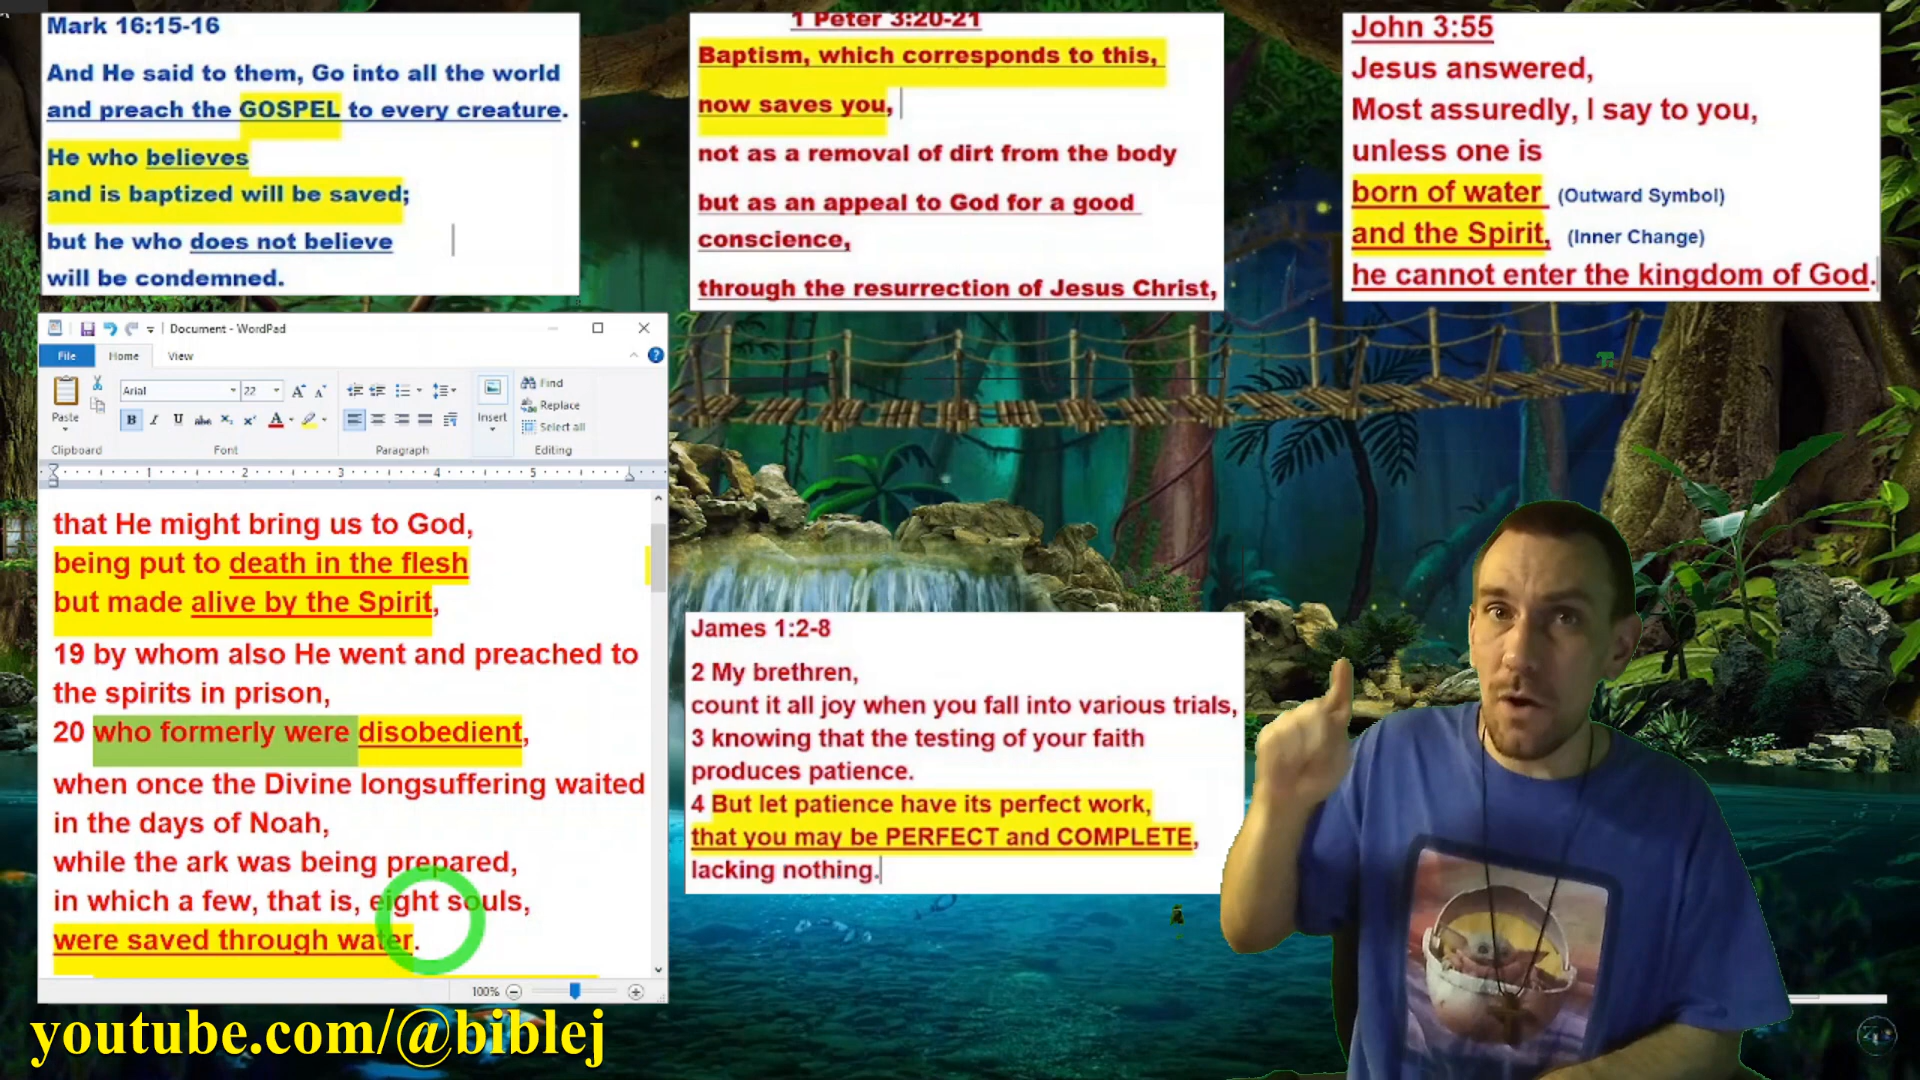 Mark 16:15-16
And He said to them, Go into all the world
and preach the GOSPEL to every creature.
He who believes
and is baptized will be saved;
but he who does not believe
will be condemned.
1 Peter 3:20-21
Baptism, which corresponds to this,
now saves you,
not as a removal of dirt from the body
but as an appeal to God for a good
conscience,
through the resurrection of Jesus Christ,
John 3:55
Jesus answered,
Most assuredly, I say to you,
unless one is
born of water (Outward Symbol)
and the Spirit, (Inner Change)
he cannot enter the kingdom of God.
Document - WordPad
File Home View
Paste
Arial 22
B I U abc X₂ X² A
Insert
Find
Replace
Select all
Clipboard Font Paragraph Editing
1 2 3 4 5
that He might bring us to God,
being put to death in the flesh
but made alive by the Spirit,
19 by whom also He went and preached to
the spirits in prison,
20 who formerly were disobedient,
when once the Divine longsuffering waited
in the days of Noah,
while the ark was being prepared,
in which a few, that is, eight souls,
were saved through water.
100%
James 1:2-8
2 My brethren,
count it all joy when you fall into various trials,
3 knowing that the testing of your faith
produces patience.
4 But let patience have its perfect work,
that you may be PERFECT and COMPLETE,
lacking nothing.
youtube.com/@biblej